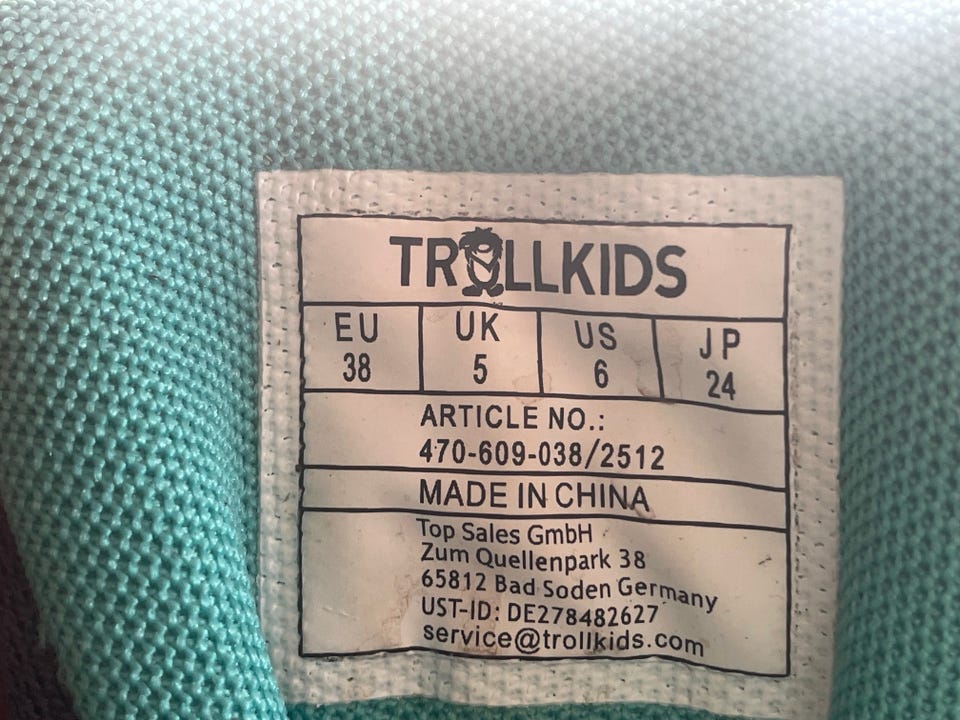 TROLLKIDS
EU UK US JP
38 5 6 24
ARTICLE NO.:
470-609-038/2512
MADE IN CHINA
Top Sales GmbH
Zum Quellenpark 38
65812 Bad Soden Germany
UST-ID: DE278482627
service@trollkids.com